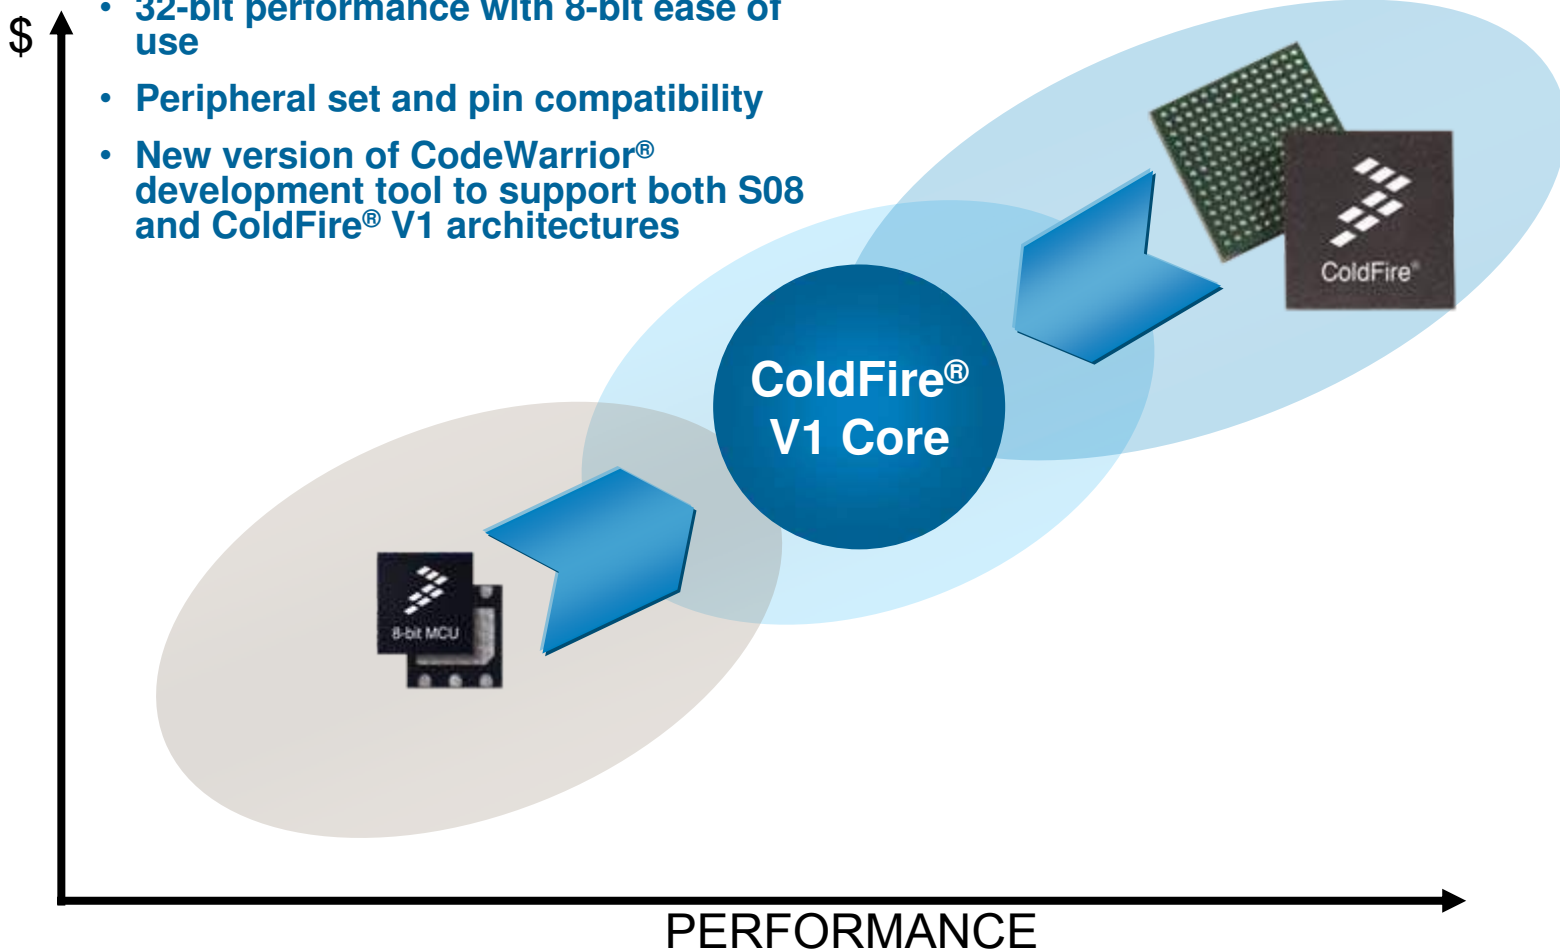 $
• 32-bit performance with 8-bit ease of
use
• Peripheral set and pin compatibility
• New version of CodeWarrior®
development tool to support both S08
and ColdFire® V1 architectures
ColdFire®
ColdFire®
V1 Core
8-bit MCU
PERFORMANCE